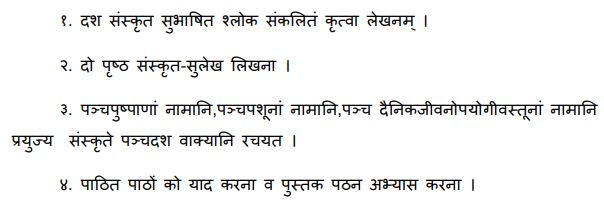 १. दश संस्कृत सुभाषित श्लोक संकलितं कृत्वा लेखनम् ।
२. दो पृष्ठ संस्कृत-सुलेख लिखना ।
३. पञ्चपुष्पाणां नामानि,पञ्चपशूनां नामानि,पञ्च दैनिकजीवनोपयोगीवस्तूनां नामानि
प्रयुज्य संस्कृते पञ्चदश वाक्यानि रचयत ।
४. पाठित पाठों को याद करना व पुस्तक पठन अभ्यास करना ।